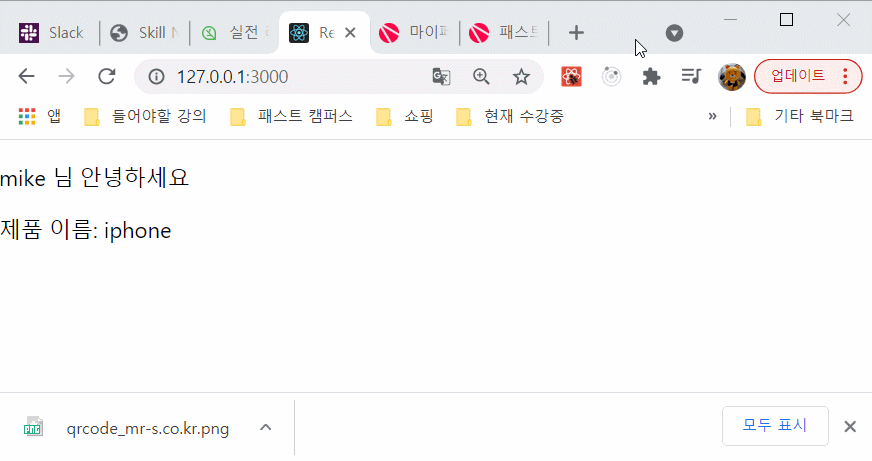 Slack
Skill N
실전
Re
마이페
패스트
127.0.0.1:3000
업데이트
앱
들어야할 강의
패스트 캠퍼스
쇼핑
현재 수강중
»
기타 북마크
mike 님 안녕하세요
제품 이름: iphone
qrcode_mr-s.co.kr.png
모두 표시